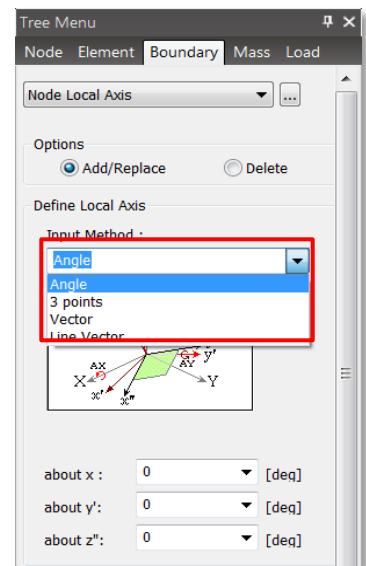 Tree Menu
Node Element Boundary Mass Load
Node Local Axis ...
Options
Add/Replace Delete
Define Local Axis
Input Method :
Angle
Angle
3 points
Vector
Line Vector
AX AY y'
X Y
x' x"
about x : 0 [deg]
about y': 0 [deg]
about z": 0 [deg]